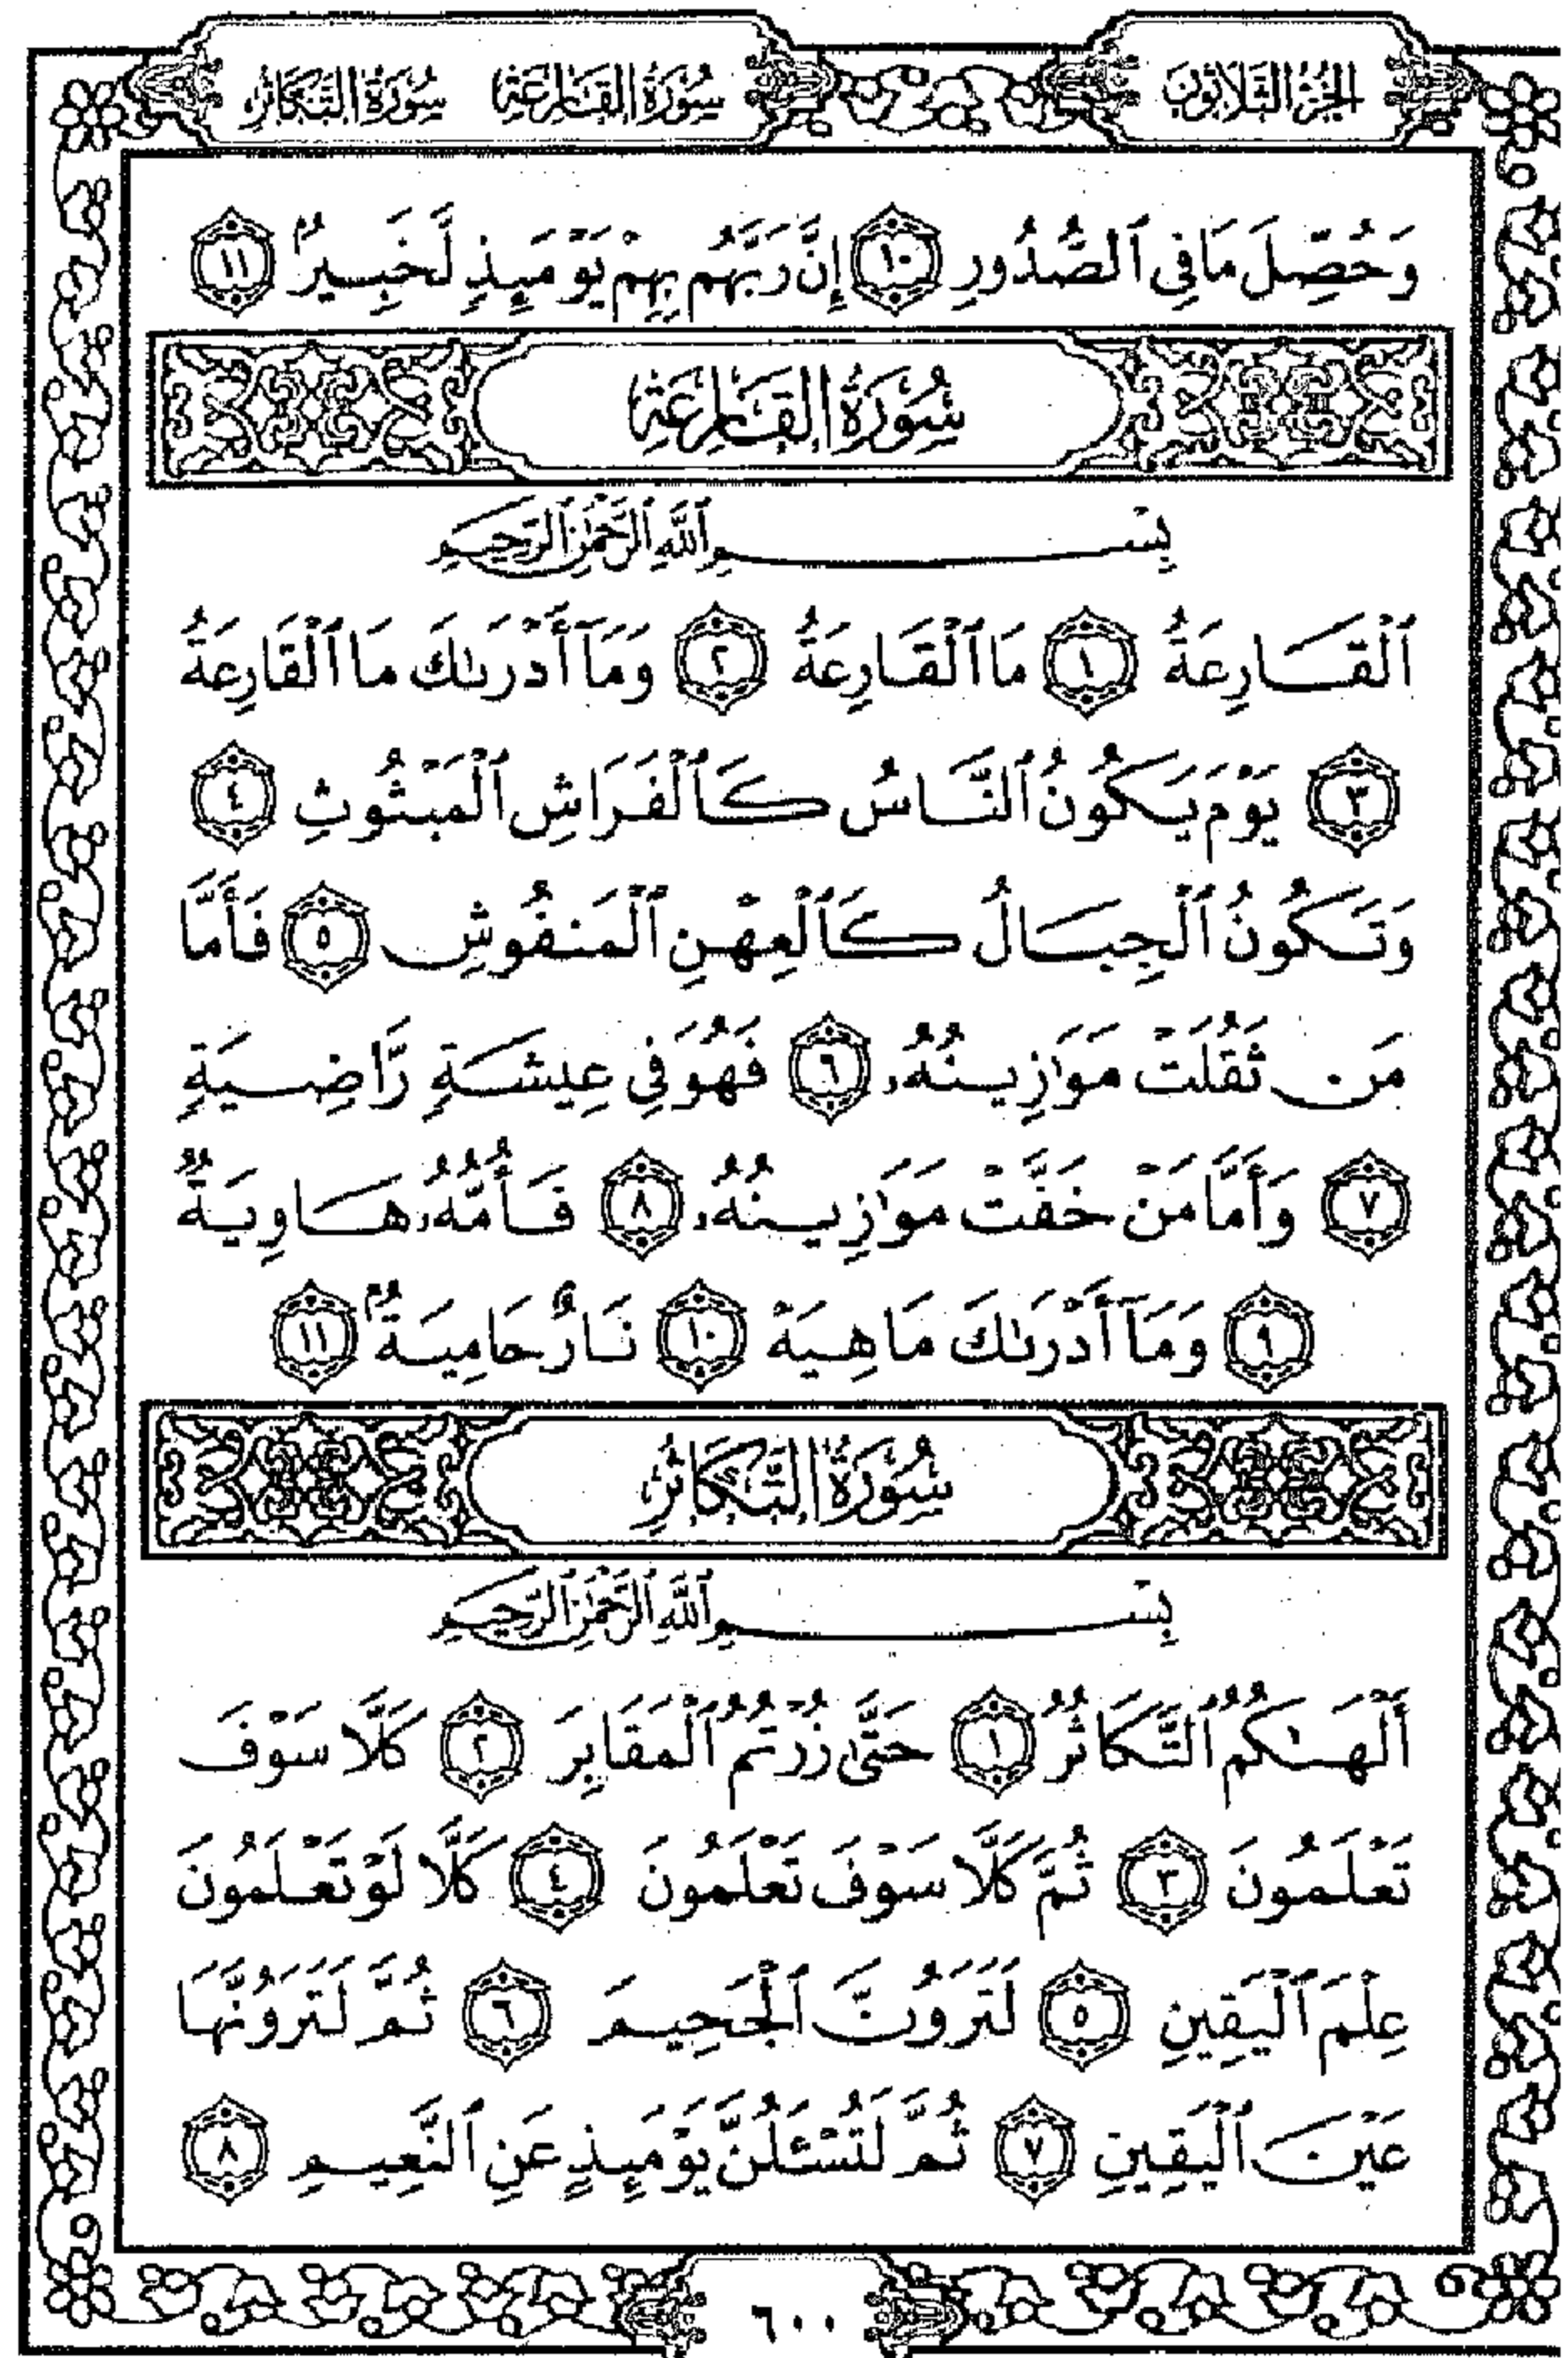 الجزء الثلاثون سورة القارعة سورة التكاثر
وَحُصِّلَ مَا فِي ٱلصُّدُورِ ١٠ إِنَّ رَبَّهُم بِهِمْ يَوْمَئِذٍ لَّخَبِيرٌۢ ١١
سُورَةُ القَارِعَةِ
بِسْمِ ٱللَّهِ ٱلرَّحْمَٰنِ ٱلرَّحِيمِ
ٱلْقَارِعَةُ ١ مَا ٱلْقَارِعَةُ ٢ وَمَآ أَدْرَىٰكَ مَا ٱلْقَارِعَةُ
٣ يَوْمَ يَكُونُ ٱلنَّاسُ كَٱلْفَرَاشِ ٱلْمَبْثُوثِ ٤
وَتَكُونُ ٱلْجِبَالُ كَٱلْعِهْنِ ٱلْمَنفُوشِ ٥ فَأَمَّا
مَن ثَقُلَتْ مَوَٰزِينُهُۥ ٦ فَهُوَ فِي عِيشَةٍ رَّاضِيَةٍ
٧ وَأَمَّا مَنْ خَفَّتْ مَوَٰزِينُهُۥ ٨ فَأُمُّهُۥ هَاوِيَةٌ
٩ وَمَآ أَدْرَىٰكَ مَا هِيَهْ ١٠ نَارٌ حَامِيَةٌۢ ١١
سُورَةُ التَّكَاثُرِ
بِسْمِ ٱللَّهِ ٱلرَّحْمَٰنِ ٱلرَّحِيمِ
أَلْهَىٰكُمُ ٱلتَّكَاثُرُ ١ حَتَّىٰ زُرْتُمُ ٱلْمَقَابِرَ ٢ كَلَّا سَوْفَ
تَعْلَمُونَ ٣ ثُمَّ كَلَّا سَوْفَ تَعْلَمُونَ ٤ كَلَّا لَوْ تَعْلَمُونَ
عِلْمَ ٱلْيَقِينِ ٥ لَتَرَوُنَّ ٱلْجَحِيمَ ٦ ثُمَّ لَتَرَوُنَّهَا
عَيْنَ ٱلْيَقِينِ ٧ ثُمَّ لَتُسْـَٔلُنَّ يَوْمَئِذٍ عَنِ ٱلنَّعِيمِ ٨
٦٠٠